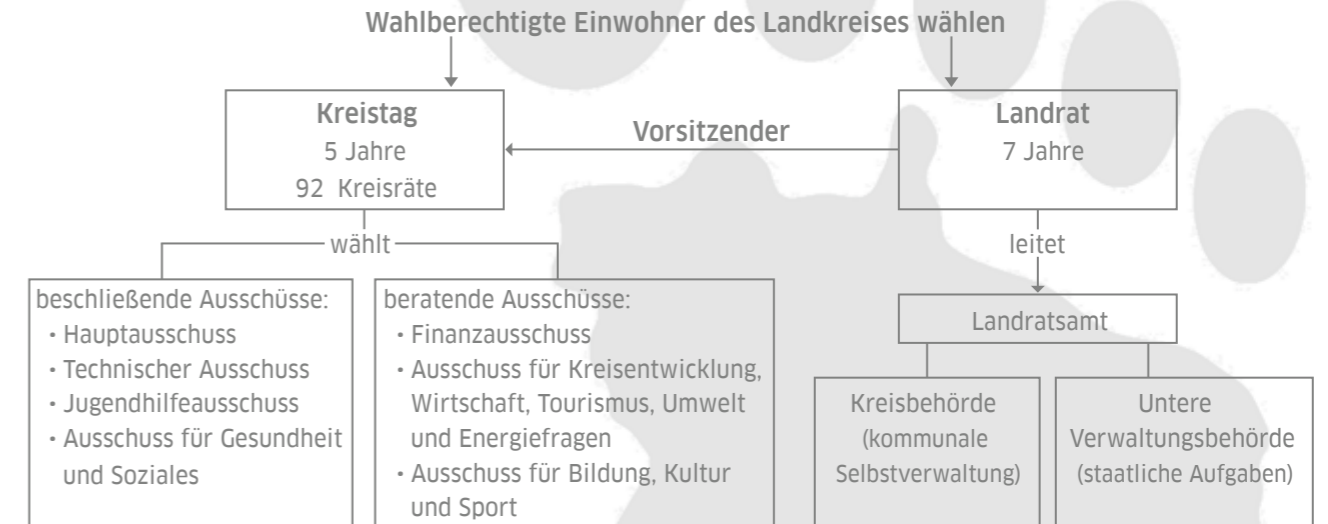 Wahlberechtigte Einwohner des Landkreises wählen
Kreistag
5 Jahre
92 Kreisräte
Vorsitzender
Landrat
7 Jahre
wählt
leitet
beschließende Ausschüsse:
• Hauptausschuss
• Technischer Ausschuss
• Jugendhilfeausschuss
• Ausschuss für Gesundheit
und Soziales
beratende Ausschüsse:
• Finanzausschuss
• Ausschuss für Kreisentwicklung,
Wirtschaft, Tourismus, Umwelt
und Energiefragen
• Ausschuss für Bildung, Kultur
und Sport
Landratsamt
Kreisbehörde
(kommunale
Selbstverwaltung)
Untere
Verwaltungsbehörde
(staatliche Aufgaben)